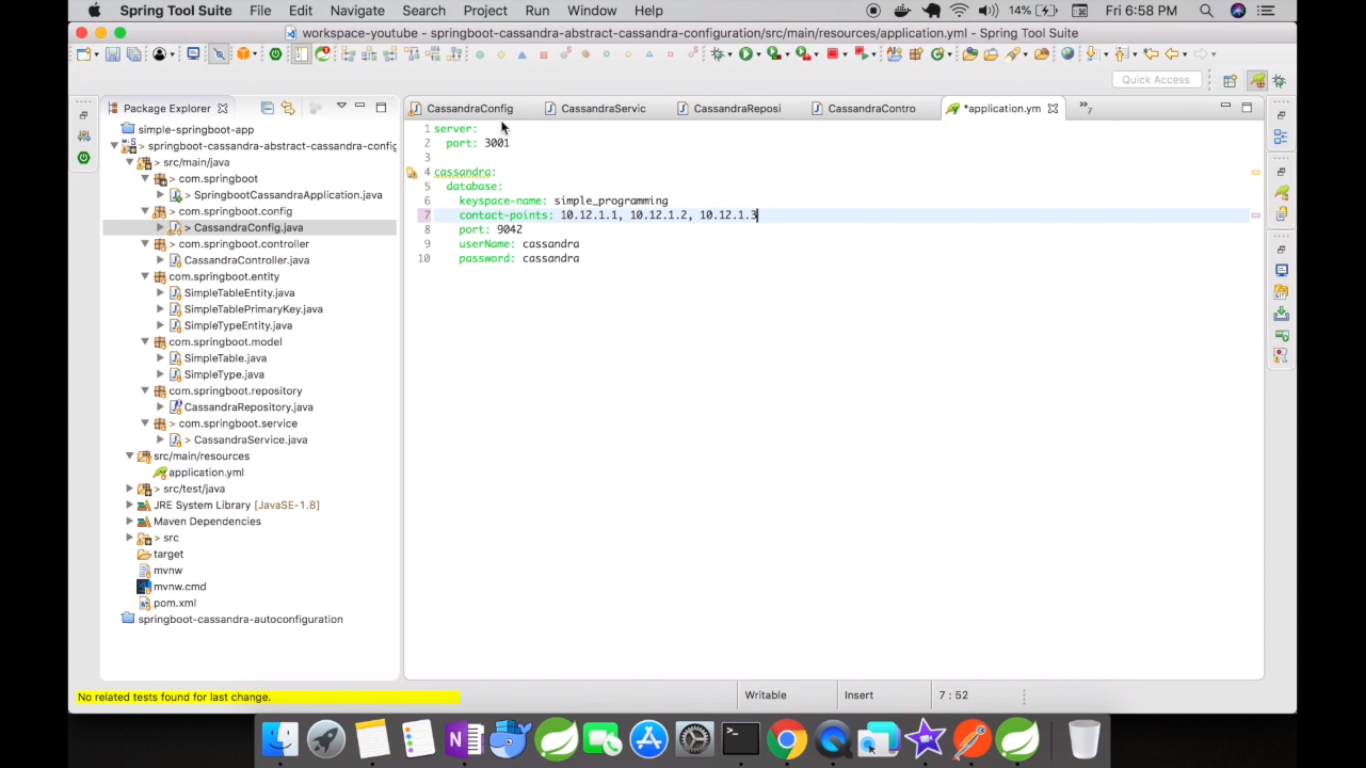 Spring Tool Suite File Edit Navigate Search Project Run Window Help 14% Fri 6:58 PM
workspace-youtube - springboot-cassandra-abstract-cassandra-configuration/src/main/resources/application.yml - Spring Tool Suite
Quick Access
Package Explorer
simple-springboot-app
> springboot-cassandra-abstract-cassandra-config
> src/main/java
> com.springboot
> SpringbootCassandraApplication.java
> com.springboot.config
> CassandraConfig.java
> com.springboot.controller
CassandraController.java
com.springboot.entity
SimpleTableEntity.java
SimpleTablePrimaryKey.java
SimpleTypeEntity.java
com.springboot.model
SimpleTable.java
SimpleType.java
com.springboot.repository
CassandraRepository.java
> com.springboot.service
> CassandraService.java
src/main/resources
application.yml
> src/test/java
JRE System Library [JavaSE-1.8]
Maven Dependencies
> src
target
mvnw
mvnw.cmd
pom.xml
springboot-cassandra-autoconfiguration
CassandraConfig CassandraServic CassandraReposi CassandraContro *application.ym »7
1 server:
2 port: 3001
3
4 cassandra:
5 database:
6 keyspace-name: simple_programming
7 contact-points: 10.12.1.1, 10.12.1.2, 10.12.1.3
8 port: 9042
9 userName: cassandra
10 password: cassandra
No related tests found for last change.
Writable Insert 7 : 52